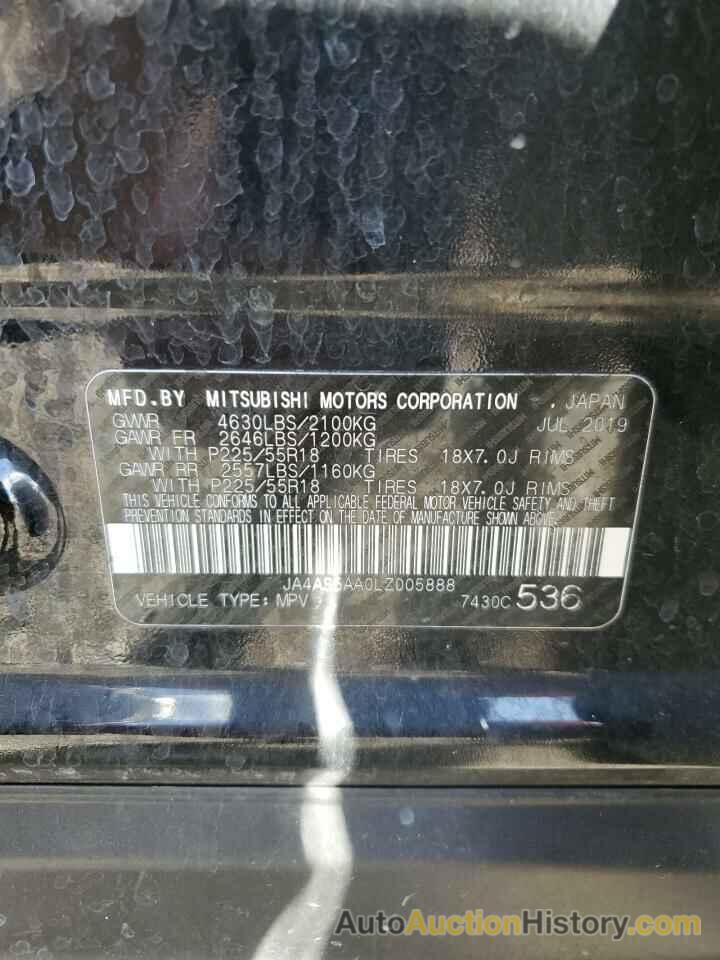 MFD.BY MITSUBISHI MOTORS CORPORATION . JAPAN
GVWR 4630LBS/2100KG JUL 2019
GAWR FR 2646LBS/1200KG
WITH P225/55R18 TIRES 18X7.0J RIMS
GAWR RR 2557LBS/1160KG
WITH P225/55R18 TIRES 18X7.0J RIMS
THIS VEHICLE CONFORMS TO ALL APPLICABLE FEDERAL MOTOR VEHICLE SAFETY AND THEFT
PREVENTION STANDARDS IN EFFECT ON THE DATE OF MANUFACTURE SHOWN ABOVE.
VEHICLE TYPE: MPV 7430C 536
AutoAuctionHistory.com